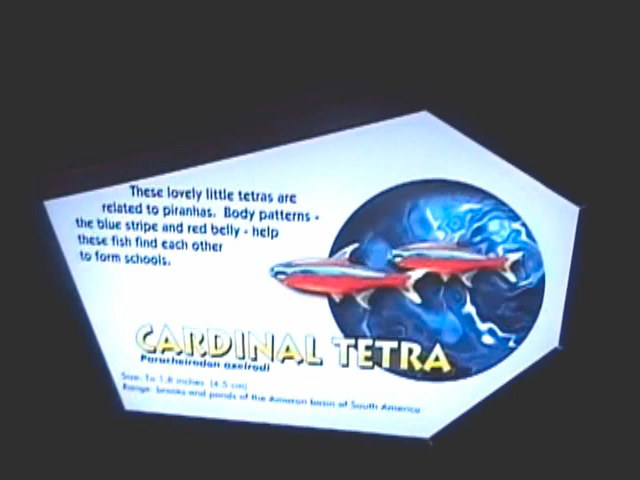 These lovely little tetras are
related to piranhas. Body patterns -
the blue stripe and red belly - help
these fish find each other
to form schools.
CARDINAL TETRA
Paracheirodon axelrodi
Size: To 1.8 inches (4.5 cm)
Range: brooks and ponds of the Amazon basin of South America